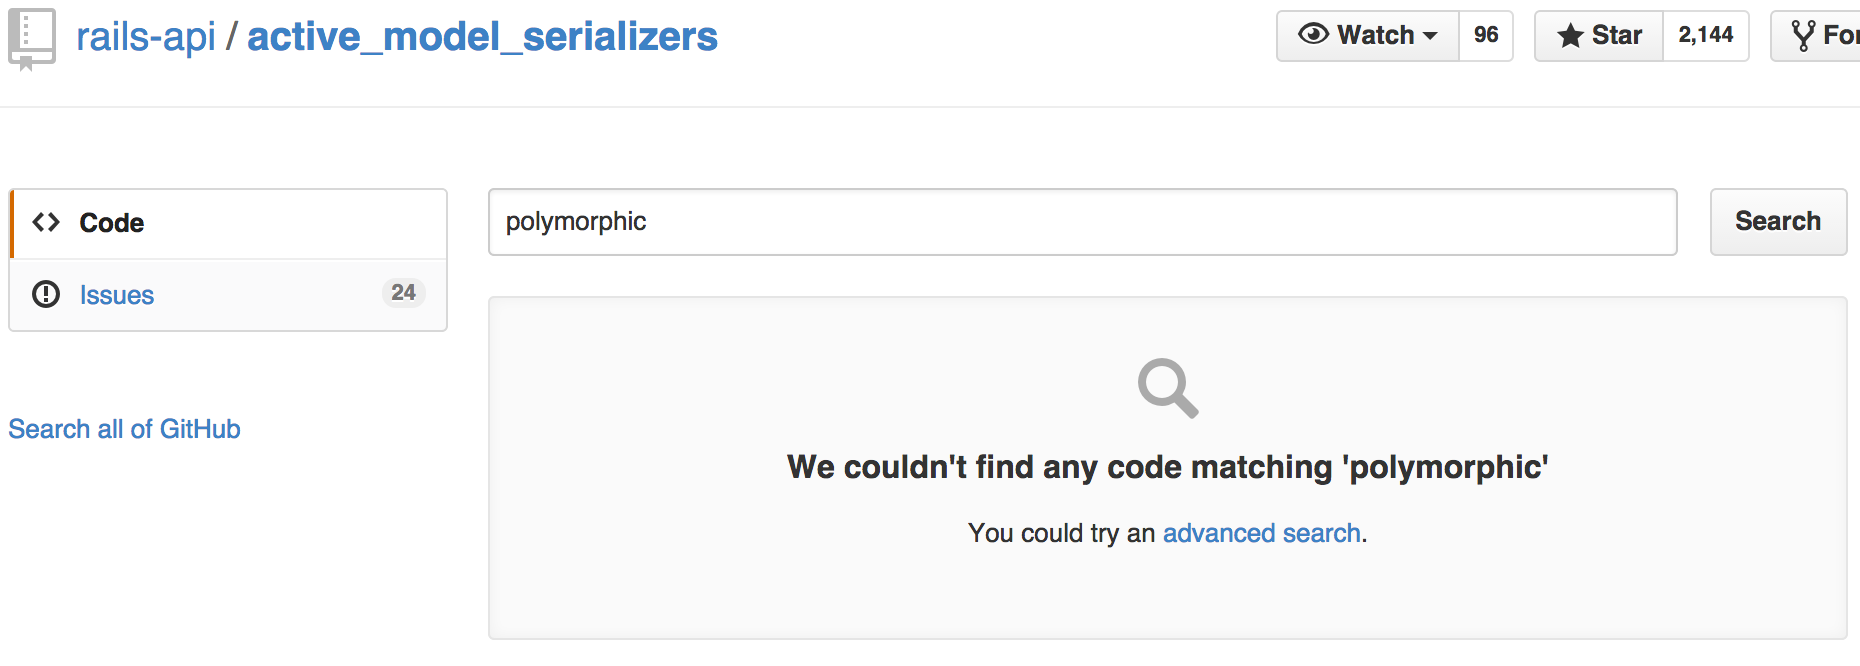 rails-api / active_model_serializers
Watch 96 Star 2,144 For
Code
polymorphic
Search
Issues 24
Search all of GitHub
We couldn't find any code matching 'polymorphic'
You could try an advanced search.